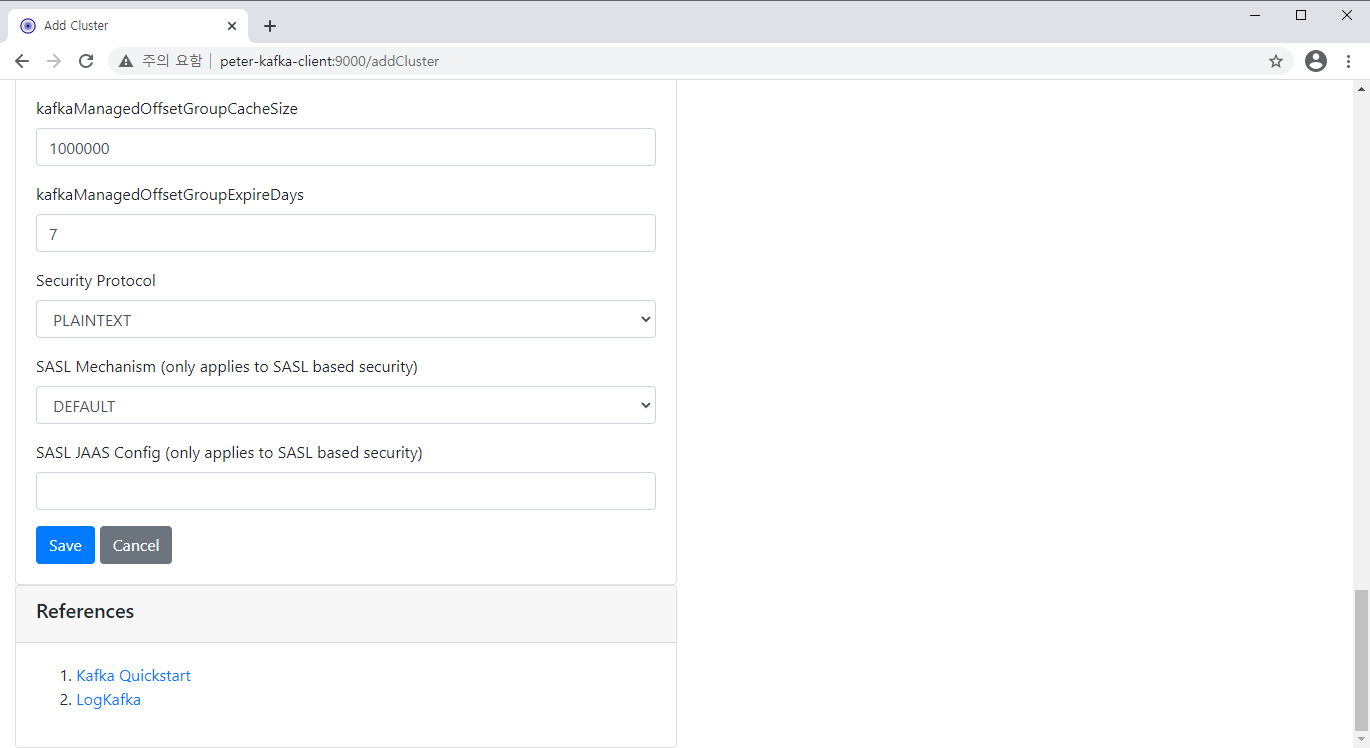 Add Cluster
주의 요함 | peter-kafka-client:9000/addCluster
kafkaManagedOffsetGroupCacheSize
1000000
kafkaManagedOffsetGroupExpireDays
7
Security Protocol
PLAINTEXT
SASL Mechanism (only applies to SASL based security)
DEFAULT
SASL JAAS Config (only applies to SASL based security)
Save Cancel
References
1. Kafka Quickstart
2. LogKafka